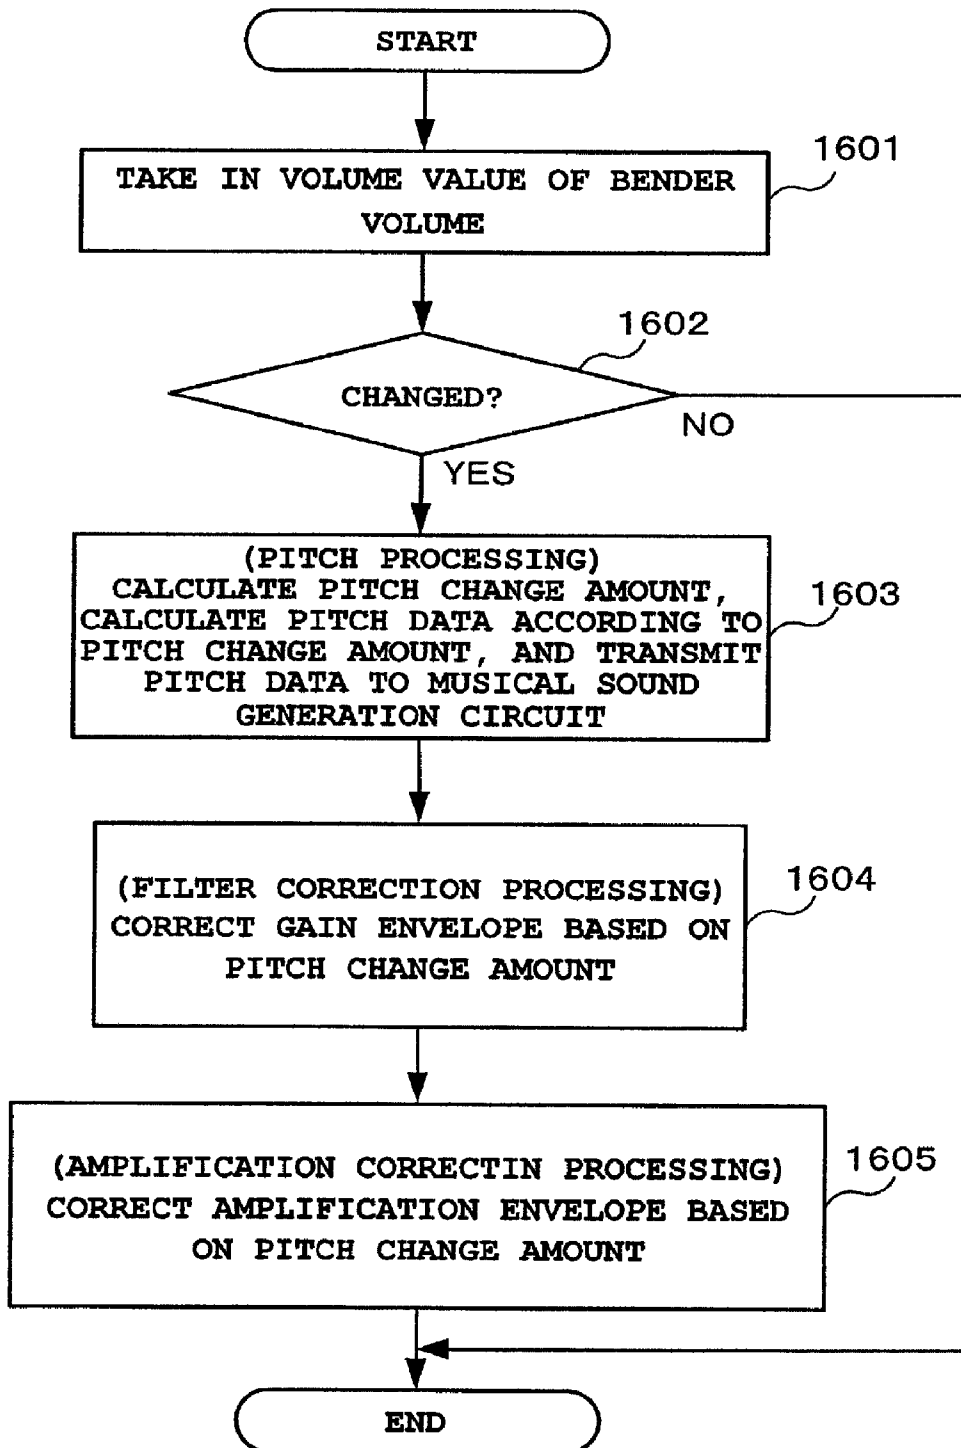 START
TAKE IN VOLUME VALUE OF BENDER
VOLUME
1601
CHANGED?
1602
NO
YES
(PITCH PROCESSING)
CALCULATE PITCH CHANGE AMOUNT,
CALCULATE PITCH DATA ACCORDING TO
PITCH CHANGE AMOUNT, AND TRANSMIT
PITCH DATA TO MUSICAL SOUND
GENERATION CIRCUIT
1603
(FILTER CORRECTION PROCESSING)
CORRECT GAIN ENVELOPE BASED ON
PITCH CHANGE AMOUNT
1604
(AMPLIFICATION CORRECTIN PROCESSING)
CORRECT AMPLIFICATION ENVELOPE BASED
ON PITCH CHANGE AMOUNT
1605
END